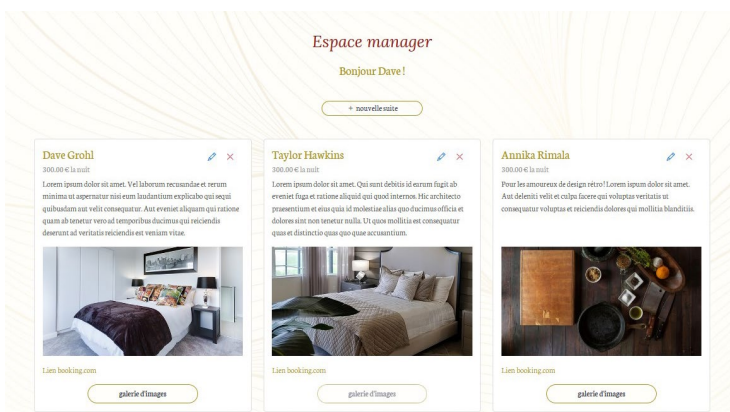 Espace manager
Bonjour Dave !
+ nouvelle suite
Dave Grohl
300.00 € la nuit
Lorem ipsum dolor sit amet. Vel laborum recusandae et rerum
minima ut aspernatur nisi eum laudantium explicabo qui sequi
quibusdam aut velit consequatur. Aut eveniet aliquam qui ratione
quam ab tenetur vero ad temporibus ducimus qui reiciendis
deserunt ad veritatis reiciendis est veniam vitae.
Lien booking.com
galerie d'images
Taylor Hawkins
300.00 € la nuit
Lorem ipsum dolor sit amet. Qui sunt debitis id earum fugit ab
eveniet fuga et ratione aliquid qui quod internos. Hic architecto
praesentium et eius quia id molestiae alias quo ducimus officia et
dolores sint non tenetur nulla. Ut quos mollitia est consequatur
quas et distinctio quas quo quae accusantium.
Lien booking.com
galerie d'images
Annika Rimala
300.00 € la nuit
Pour les amoureux de design rétro! Lorem ispum dolor sit amet.
Aut deleniti velit et culpa facere qui voluptas veritatis ut
consequatur voluptas et reiciendis dolores qui mollitia blanditiis.
Lien booking.com
galerie d'images